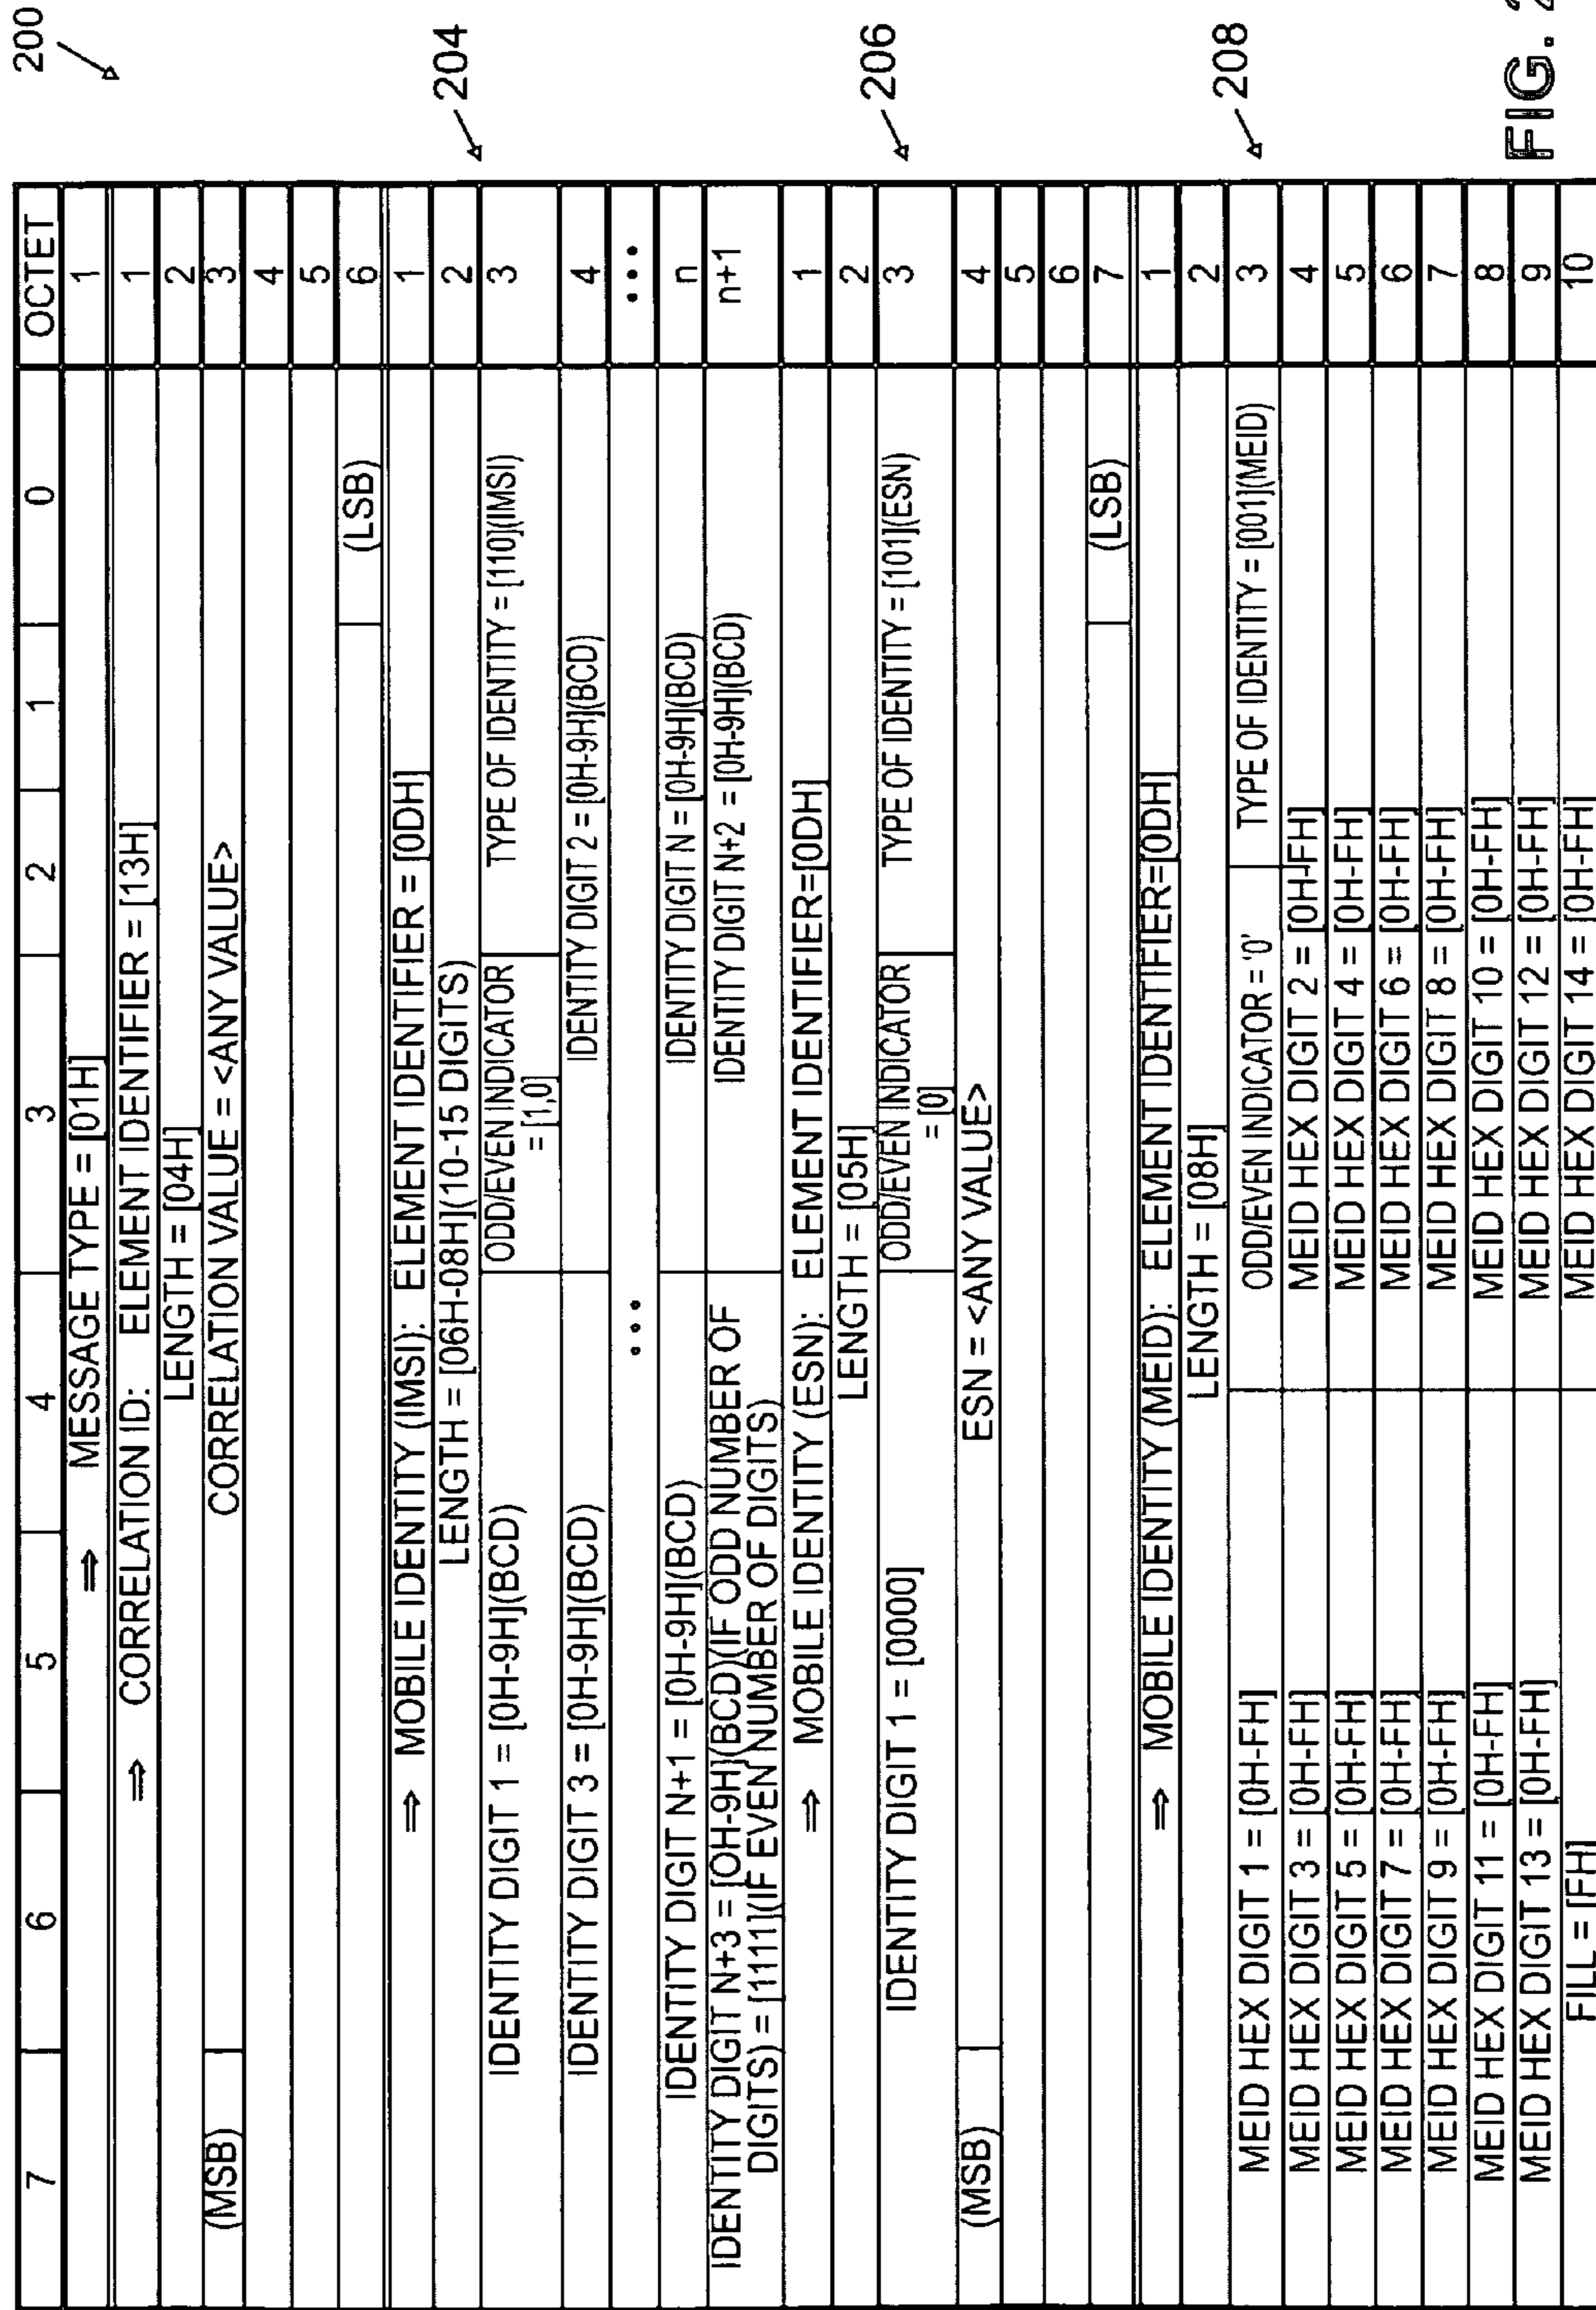 200
7 6 5 4 3 2 1 0 OCTET
⇒ MESSAGE TYPE = [01H] 1
⇒ CORRELATION ID: ELEMENT IDENTIFIER = [13H] 1
LENGTH = [04H] 2
(MSB) CORRELATION VALUE = <ANY VALUE> 3
4
5
(LSB) 6
⇒ MOBILE IDENTITY (IMSI): ELEMENT IDENTIFIER = [0DH] 1
LENGTH = [06H-08H](10-15 DIGITS) 2
204
IDENTITY DIGIT 1 = [0H-9H](BCD) ODD/EVEN INDICATOR TYPE OF IDENTITY = [110](IMSI) 3
= [1,0]
IDENTITY DIGIT 3 = [0H-9H](BCD) IDENTITY DIGIT 2 = [0H-9H](BCD) 4
••• •••
IDENTITY DIGIT N+1 = [0H-9H](BCD) IDENTITY DIGIT N = [0H-9H](BCD) n
IDENTITY DIGIT N+3 = [OH-9H](BCD)(IF ODD NUMBER OF IDENTITY DIGIT N+2 = [0H-9H](BCD) n+1
DIGITS) = [1111](IF EVEN NUMBER OF DIGITS)
⇒ MOBILE IDENTITY (ESN): ELEMENT IDENTIFIER=[0DH] 1
LENGTH = [05H] 2
206
IDENTITY DIGIT 1 = [0000] ODD/EVEN INDICATOR TYPE OF IDENTITY = [101](ESN) 3
= [0]
(MSB) ESN = <ANY VALUE> 4
5
6
(LSB) 7
⇒ MOBILE IDENTITY (MEID): ELEMENT IDENTIFIER=[0DH] 1
LENGTH = [08H] 2
208
MEID HEX DIGIT 1 = [0H-FH] ODD/EVEN INDICATOR = '0' TYPE OF IDENTITY = [001](MEID) 3
MEID HEX DIGIT 3 = [0H-FH] MEID HEX DIGIT 2 = [0H-FH] 4
MEID HEX DIGIT 5 = [0H-FH] MEID HEX DIGIT 4 = [0H-FH] 5
MEID HEX DIGIT 7 = [0H-FH] MEID HEX DIGIT 6 = [0H-FH] 6
MEID HEX DIGIT 9 = [0H-FH] MEID HEX DIGIT 8 = [0H-FH] 7
MEID HEX DIGIT 11 = [0H-FH] MEID HEX DIGIT 10 = [0H-FH] 8
MEID HEX DIGIT 13 = [0H-FH] MEID HEX DIGIT 12 = [0H-FH] 9
FILL = [FH] MEID HEX DIGIT 14 = [0H-FH] 10
FIG.